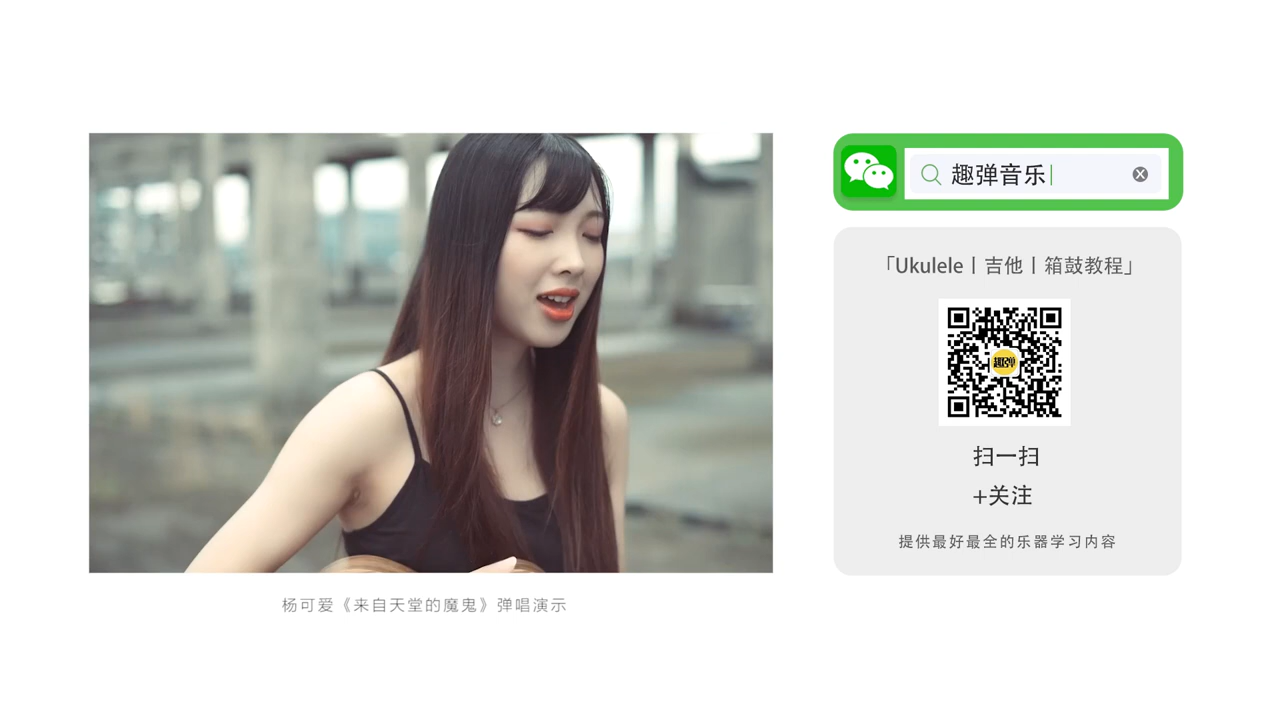 趣弹音乐
「Ukulele丨吉他丨箱鼓教程」
趣弹
扫一扫
+关注
提供最好最全的乐器学习内容
杨可爱《来自天堂的魔鬼》弹唱演示